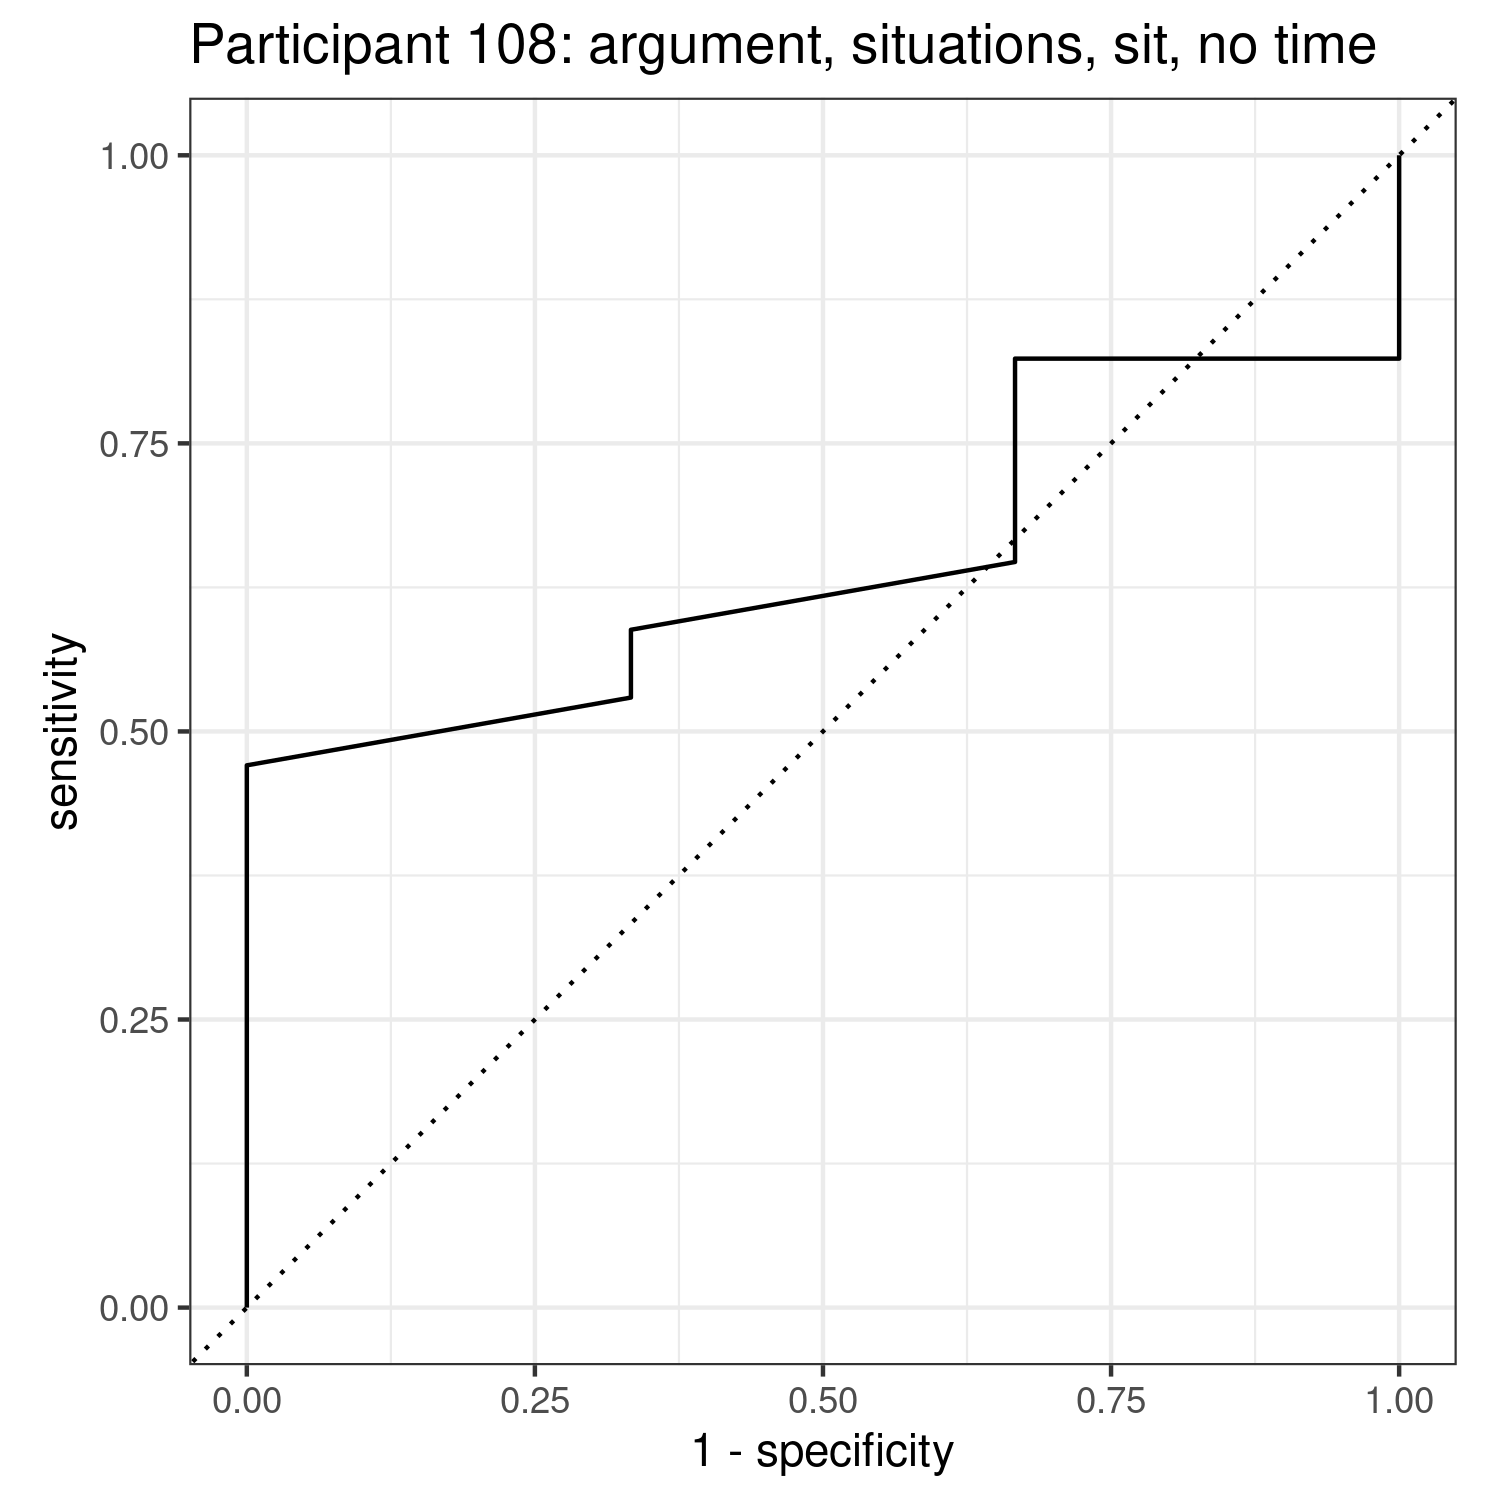 Participant 108: argument, situations, sit, no time
1.00
0.75
0.50
0.25
0.00
sensitivity
0.00 0.25 0.50 0.75 1.00
1 - specificity